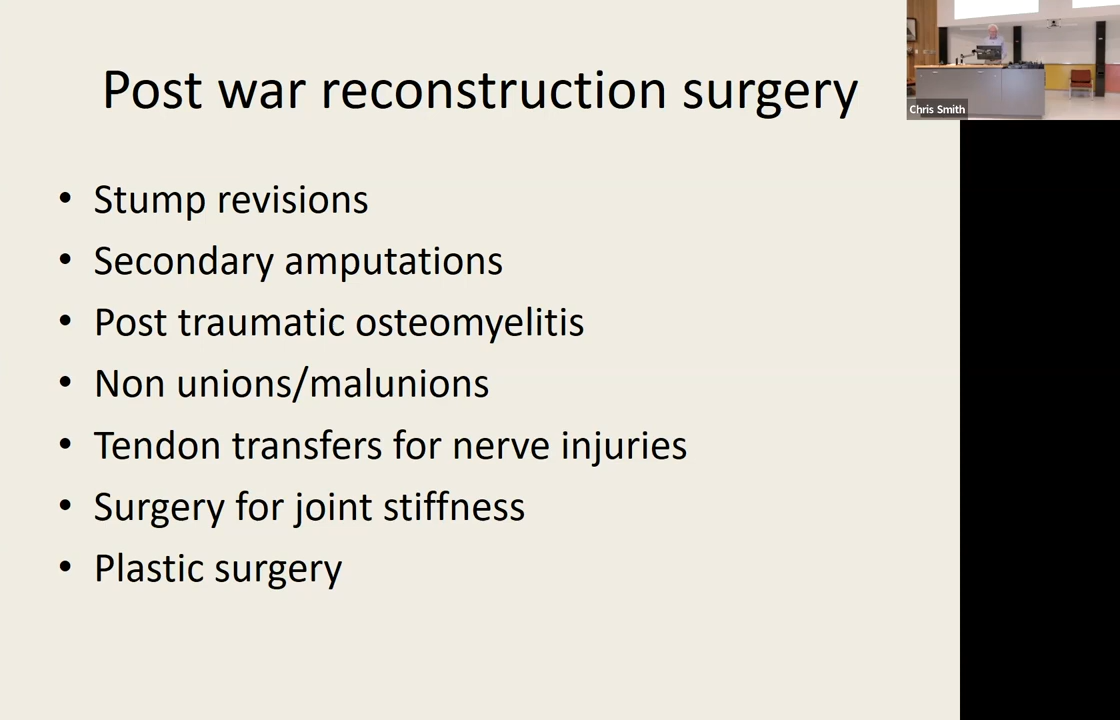 Post war reconstruction surgery
Chris Smith
• Stump revisions
• Secondary amputations
• Post traumatic osteomyelitis
• Non unions/malunions
• Tendon transfers for nerve injuries
• Surgery for joint stiffness
• Plastic surgery